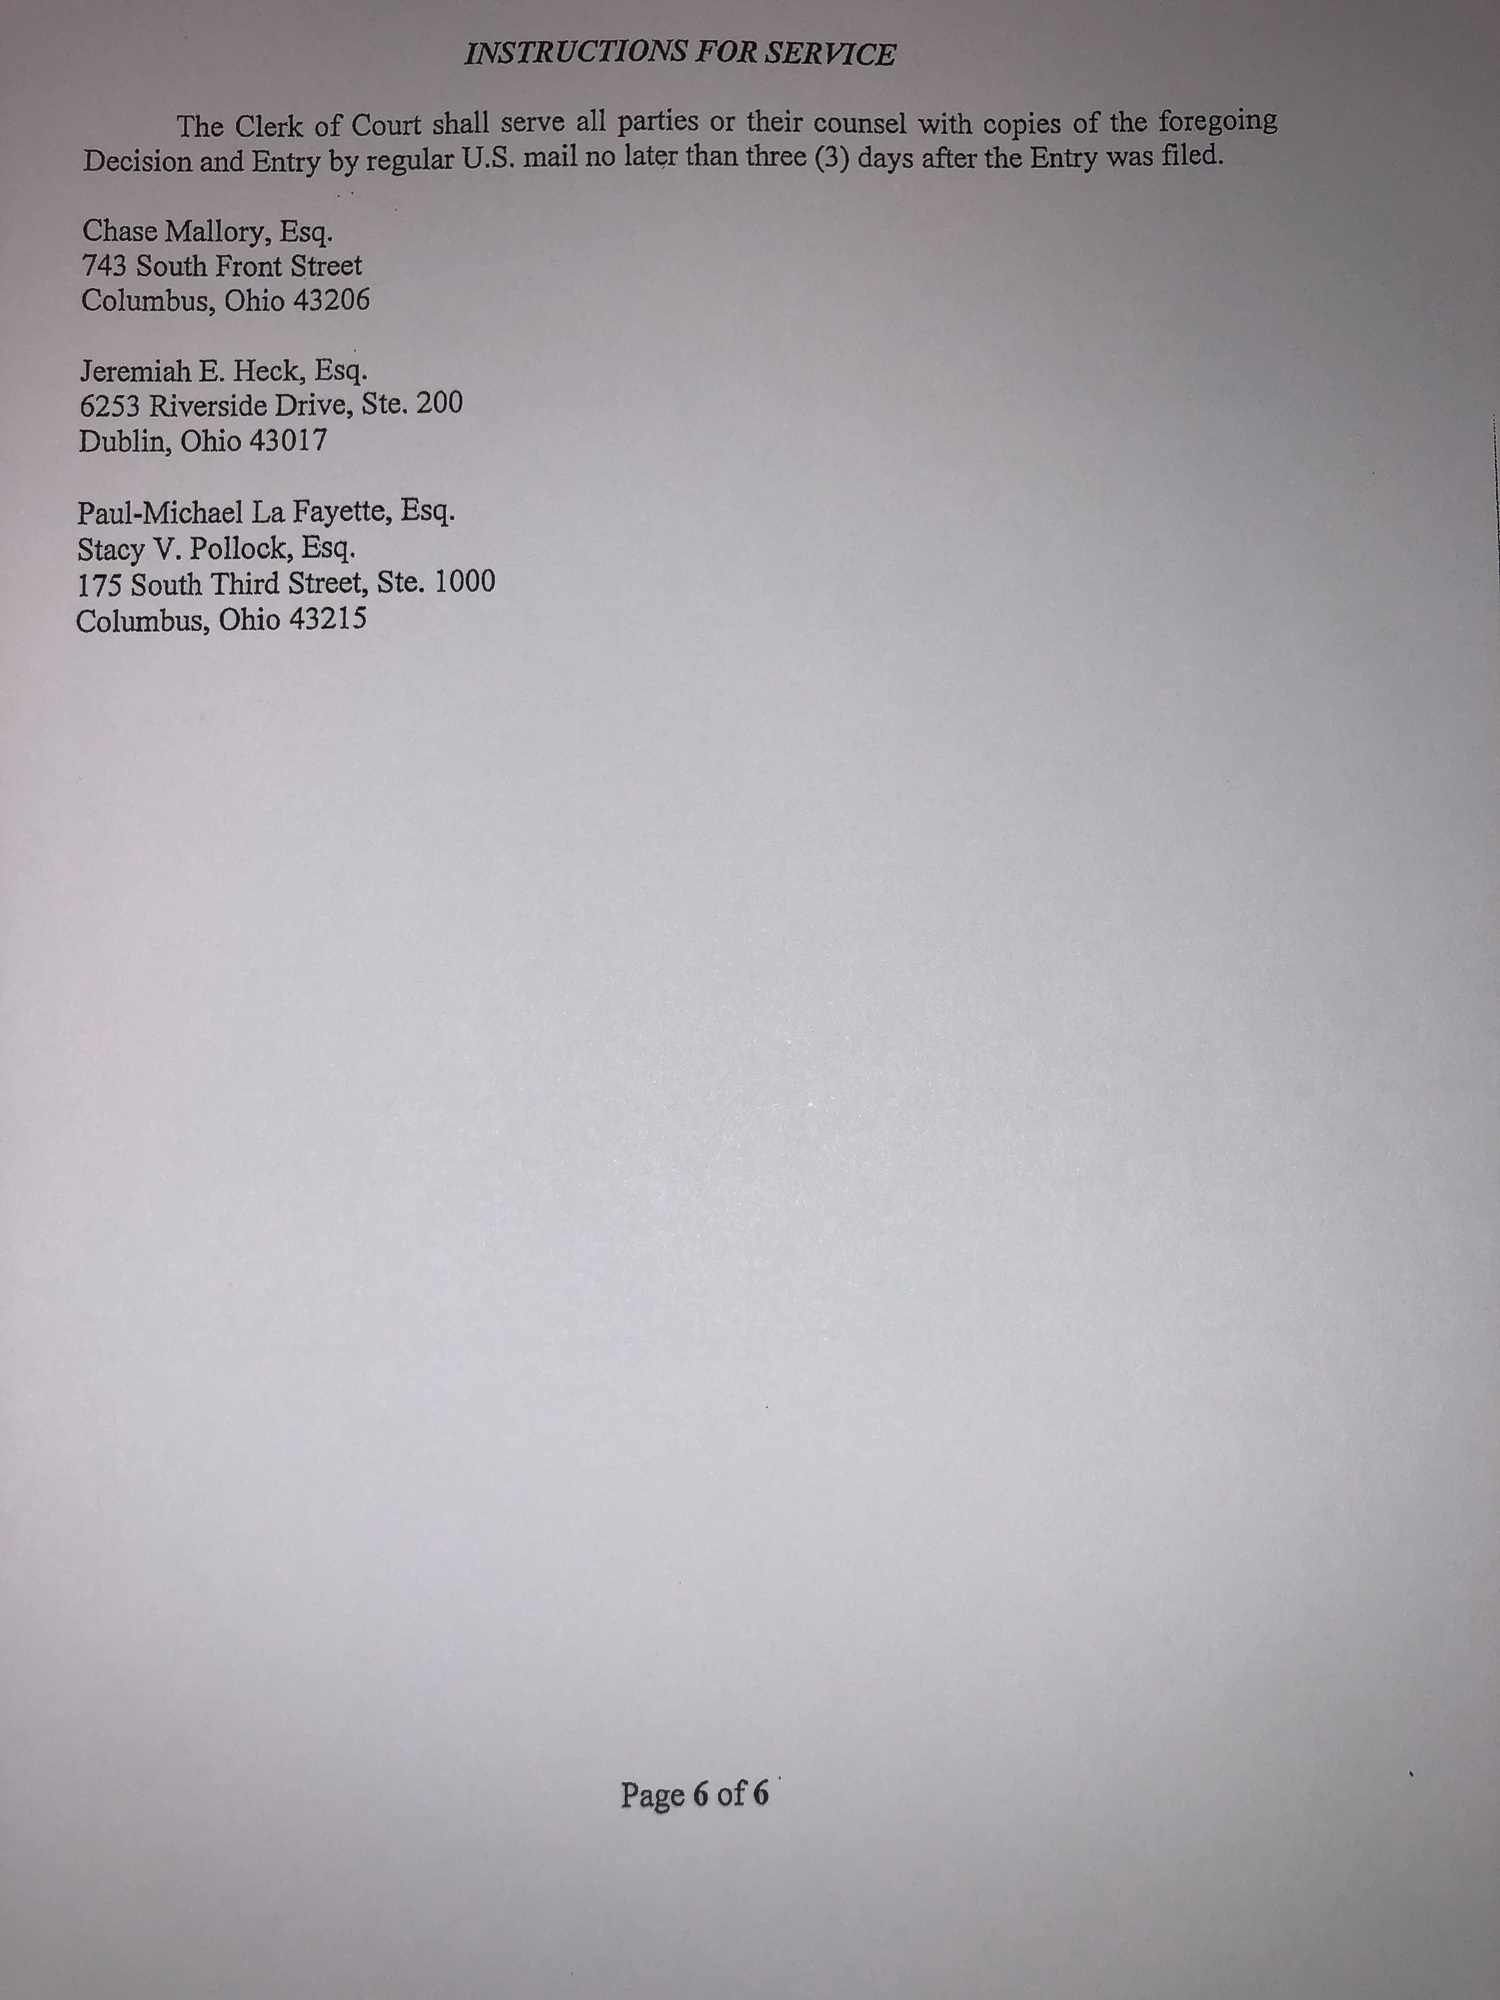 INSTRUCTIONS FOR SERVICE
The Clerk of Court shall serve all parties or their counsel with copies of the foregoing
Decision and Entry by regular U.S. mail no later than three (3) days after the Entry was filed.
Chase Mallory, Esq.
743 South Front Street
Columbus, Ohio 43206
Jeremiah E. Heck, Esq.
6253 Riverside Drive, Ste. 200
Dublin, Ohio 43017
Paul-Michael La Fayette, Esq.
Stacy V. Pollock, Esq.
175 South Third Street, Ste. 1000
Columbus, Ohio 43215
Page 6 of 6